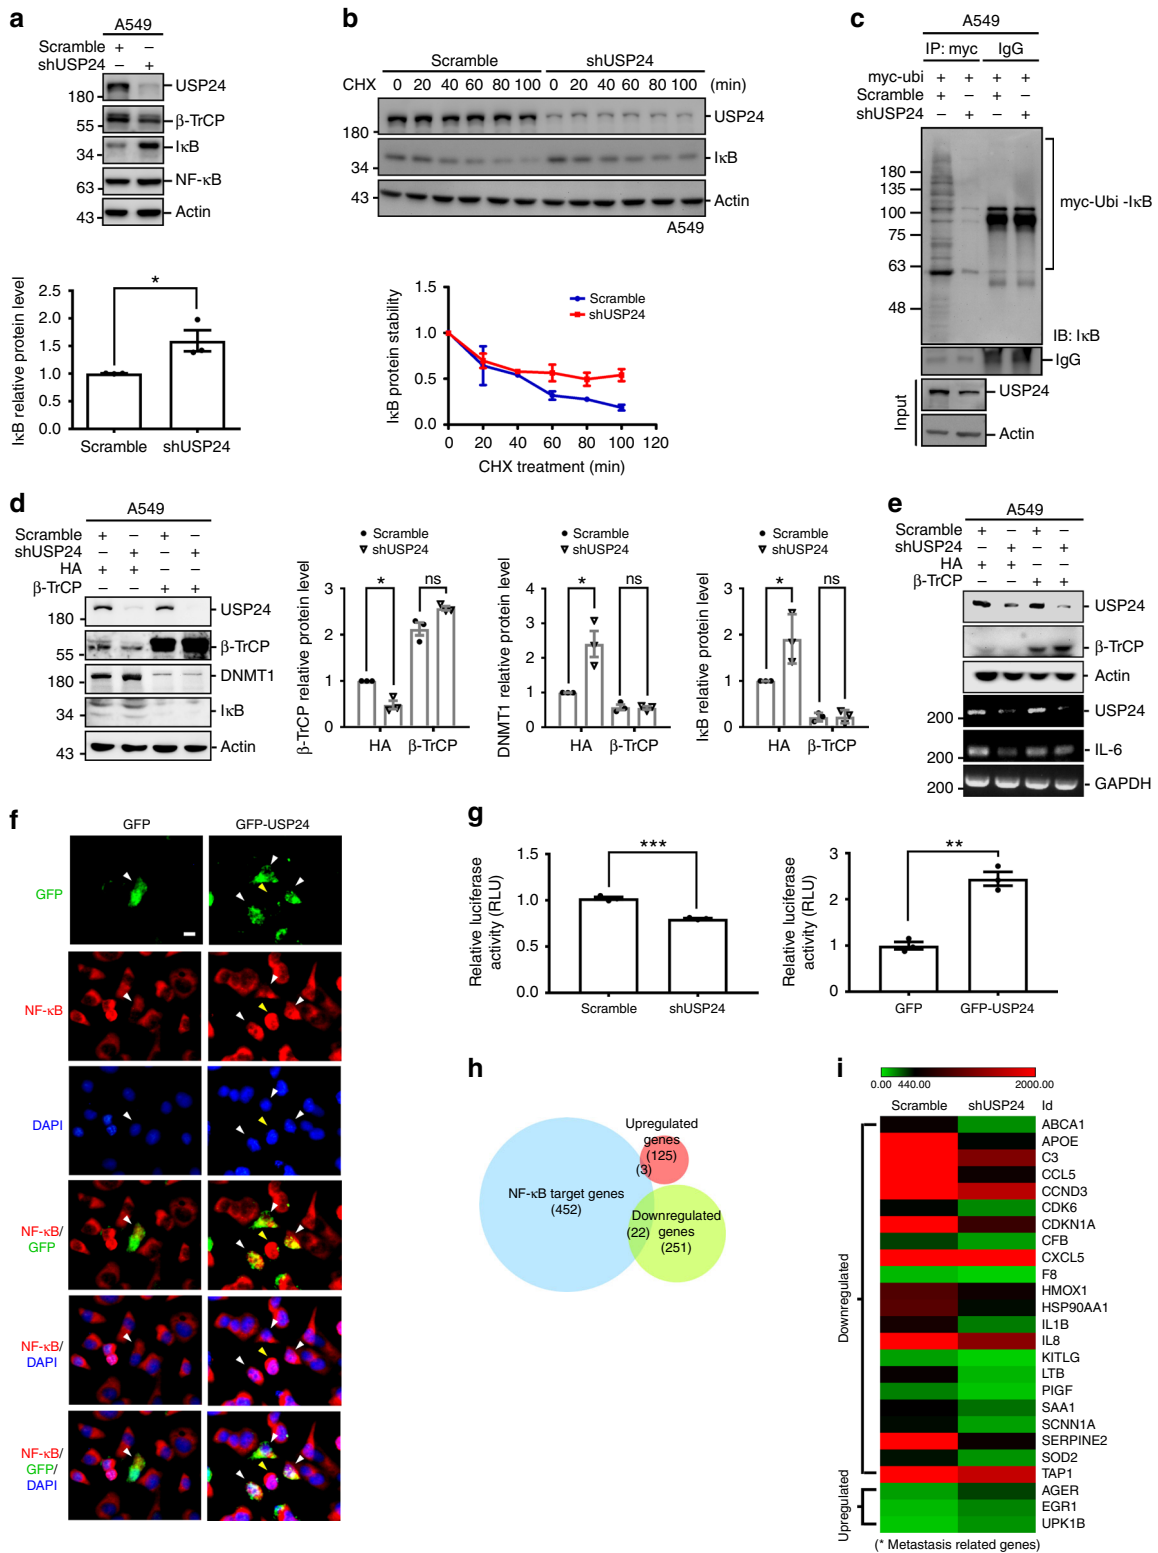 a
A549
Scramble + –
shUSP24 – +
USP24
180
β-TrCP
55
IκB
34
NF-κB
63
Actin
43
IκB relative protein level
2.5
2.0
1.5
1.0
0.5
0.0
*
Scramble shUSP24
b
Scramble shUSP24
CHX 0 20 40 60 80 100 0 20 40 60 80 100 (min)
USP24
180
IκB
34
43
Actin
A549
IκB protein stability
1.5
1.0
0.5
0.0
Scramble
shUSP24
0 20 40 60 80 100 120
CHX treatment (min)
c
A549
IP: myc IgG
myc-ubi + + + +
Scramble + – + –
shUSP24 – + – +
180
135
100
75
63
48
myc-Ubi -IκB
IB: IκB
IgG
Input
USP24
Actin
d
A549
Scramble + – + –
shUSP24 – + – +
HA + + – –
β-TrCP – – + +
USP24
180
β-TrCP
55
DNMT1
180
IκB
34
Actin
43
Scramble
shUSP24
β-TrCP relative protein level
3
2
1
0
* ns
HA β-TrCP
Scramble
shUSP24
DNMT1 relative protein level
4
3
2
1
0
* ns
HA β-TrCP
Scramble
shUSP24
IκB relative protein level
3
2
1
0
* ns
HA β-TrCP
e
A549
Scramble + – + –
shUSP24 – + – +
HA + + – –
β-TrCP – – + +
USP24
β-TrCP
Actin
200
USP24
200
IL-6
200
GAPDH
f
GFP GFP-USP24
GFP
NF-κB
DAPI
NF-κB/
GFP
NF-κB/
DAPI
NF-κB/
GFP/
DAPI
g
Relative luciferase
activity (RLU)
1.5
1.0
0.5
0.0
***
Scramble shUSP24
Relative luciferase
activity (RLU)
3
2
1
0
**
GFP GFP-USP24
h
Upregulated
genes
(125)
(3)
NF-κB target genes
(452)
Downregulated
genes
(22)
(251)
i
0.00 440.00 2000.00
Scramble shUSP24 Id
Downregulated
ABCA1
APOE
C3
CCL5
CCND3
CDK6
CDKN1A
CFB
CXCL5
F8
HMOX1
HSP90AA1
IL1B
IL8
KITLG
LTB
PIGF
SAA1
SCNN1A
SERPINE2
SOD2
TAP1
Upregulated
AGER
EGR1
UPK1B
(* Metastasis related genes)